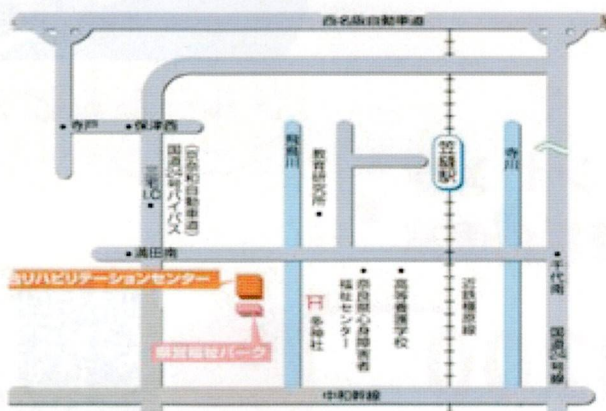 西名阪自動車道
寺戸
保津西
三宅I.C
国道24号バイパス
(京奈和自動車道)
飛鳥川
教育研究所
笠縫駅
寺川
満田南
千代南
リハビリテーションセンター
県営福祉パーク
多神社
奈良県心身障害者
福祉センター
高等養護学校
近鉄橿原線
国道24号線
中和幹線